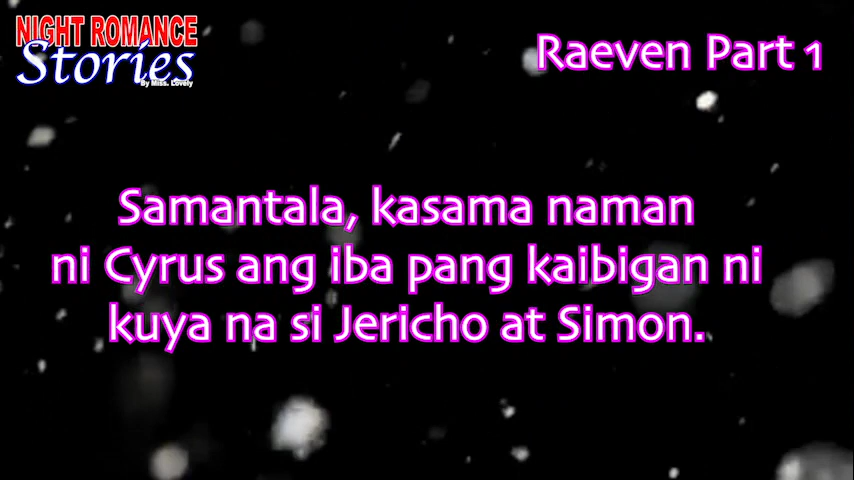 NIGHT ROMANCE
Stories
By Miss. Lovely
Raeven Part 1
Samantala, kasama naman
ni Cyrus ang iba pang kaibigan ni
kuya na si Jericho at Simon.